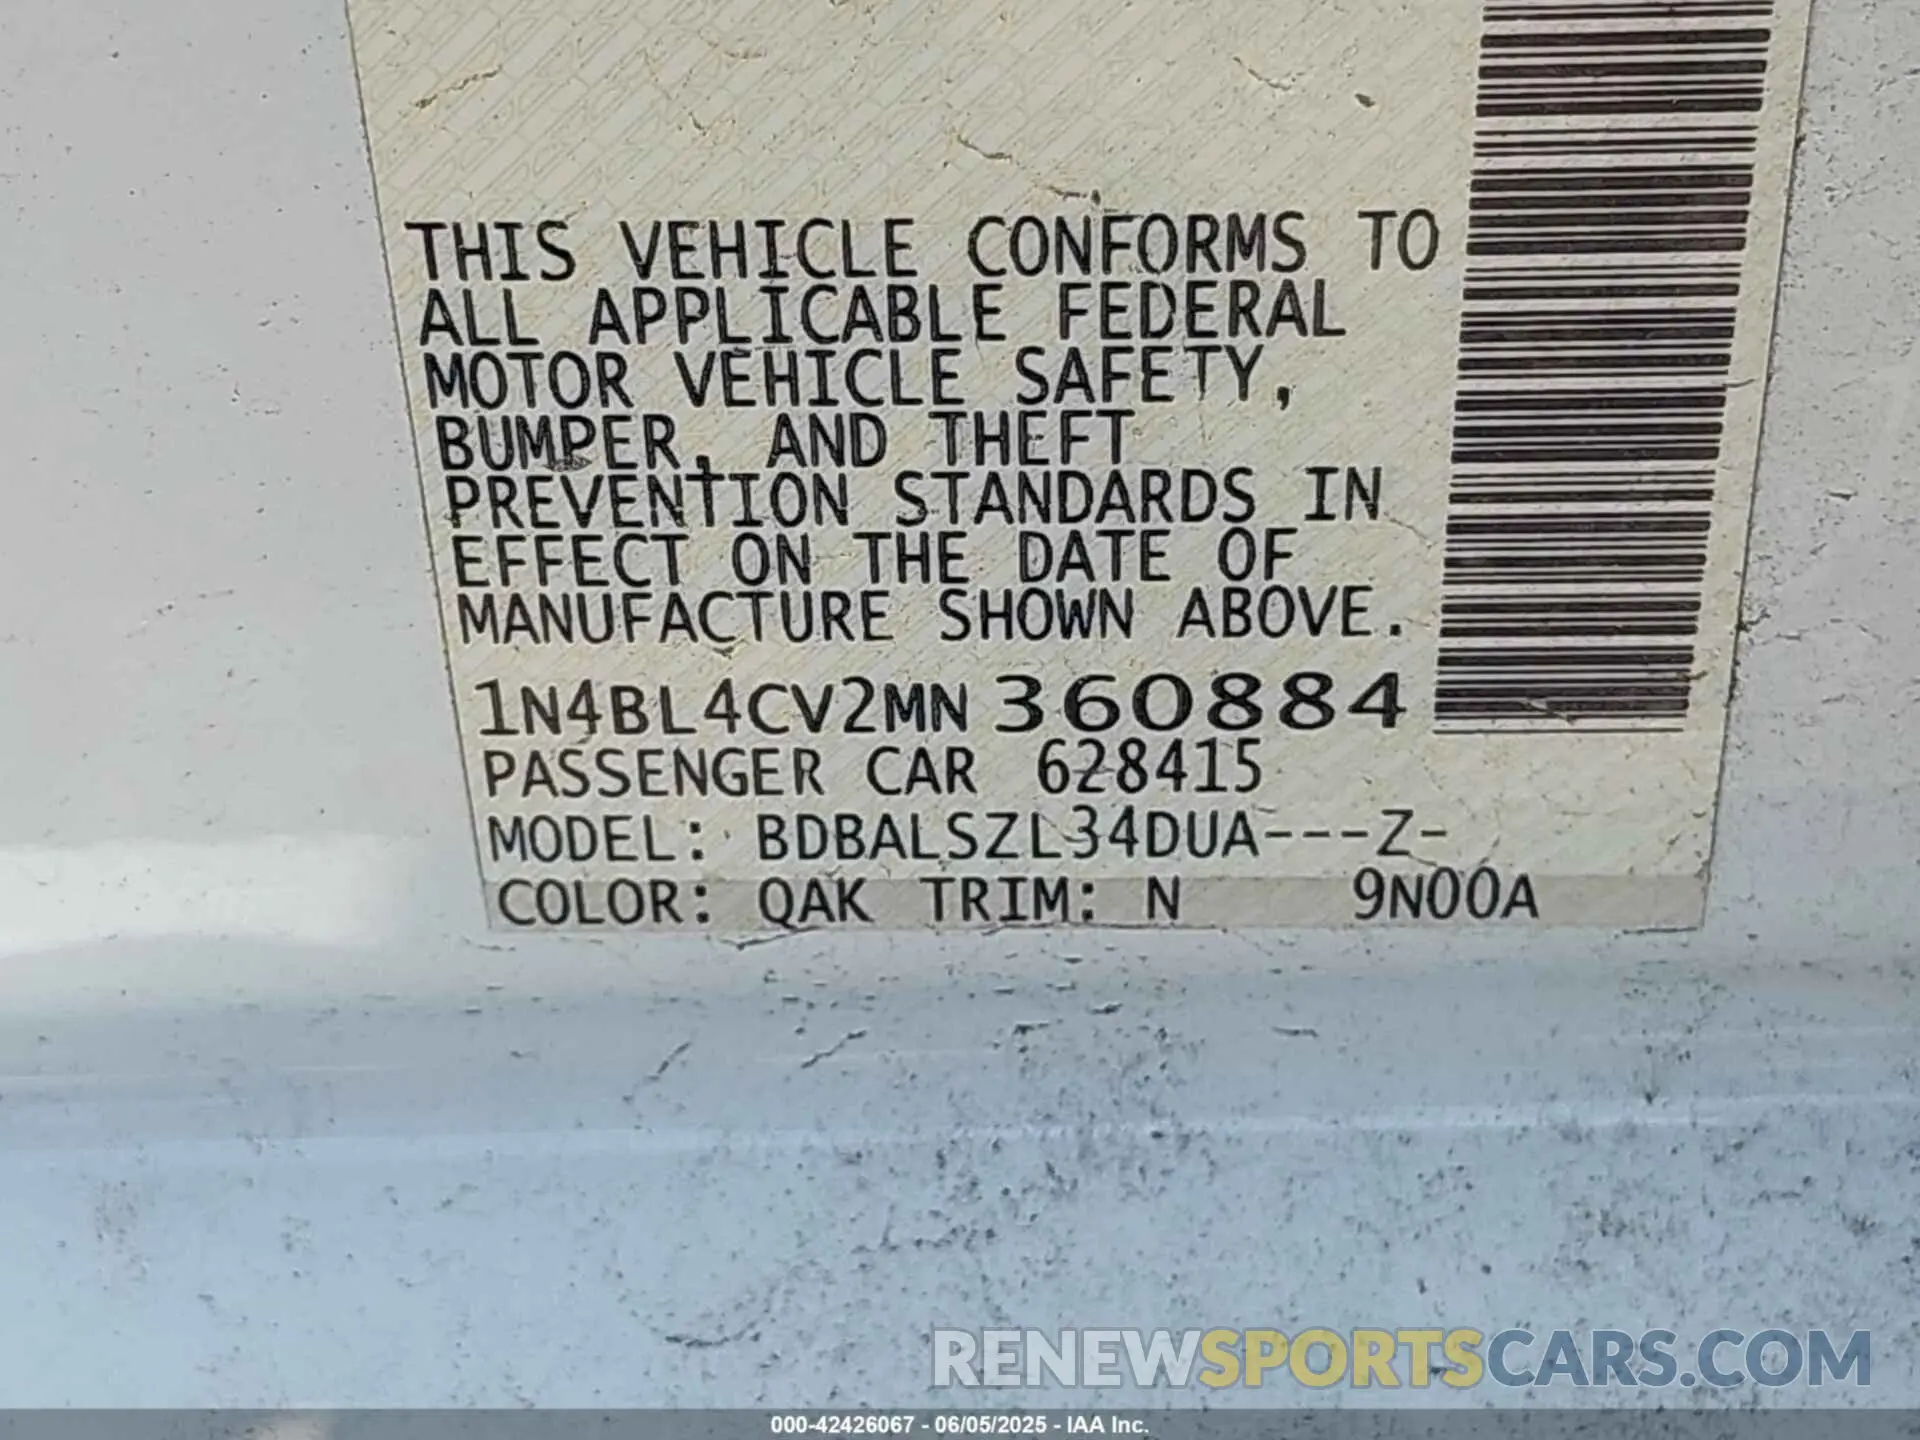 THIS VEHICLE CONFORMS TO
ALL APPLICABLE FEDERAL
MOTOR VEHICLE SAFETY,
BUMPER, AND THEFT
PREVENTION STANDARDS IN
EFFECT ON THE DATE OF
MANUFACTURE SHOWN ABOVE.
1N4BL4CV2MN360884
PASSENGER CAR 628415
MODEL: BDBALSZL34DUA---Z-
COLOR: QAK TRIM: N 9N00A
RENEWSPORTSCARS.COM
000-42426067 - 06/05/2025 - IAA Inc.